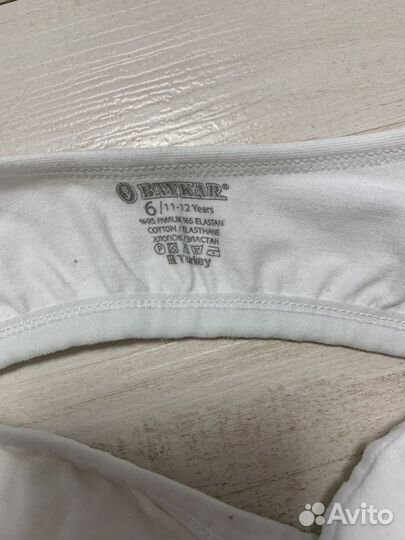 BAYKAR®
6/11-12 Years
%95 PAMUK %5 ELASTAN
COTTON / ELASTHANE
ХЛОПОК/ЭЛАСТАН
Turkey
Avito